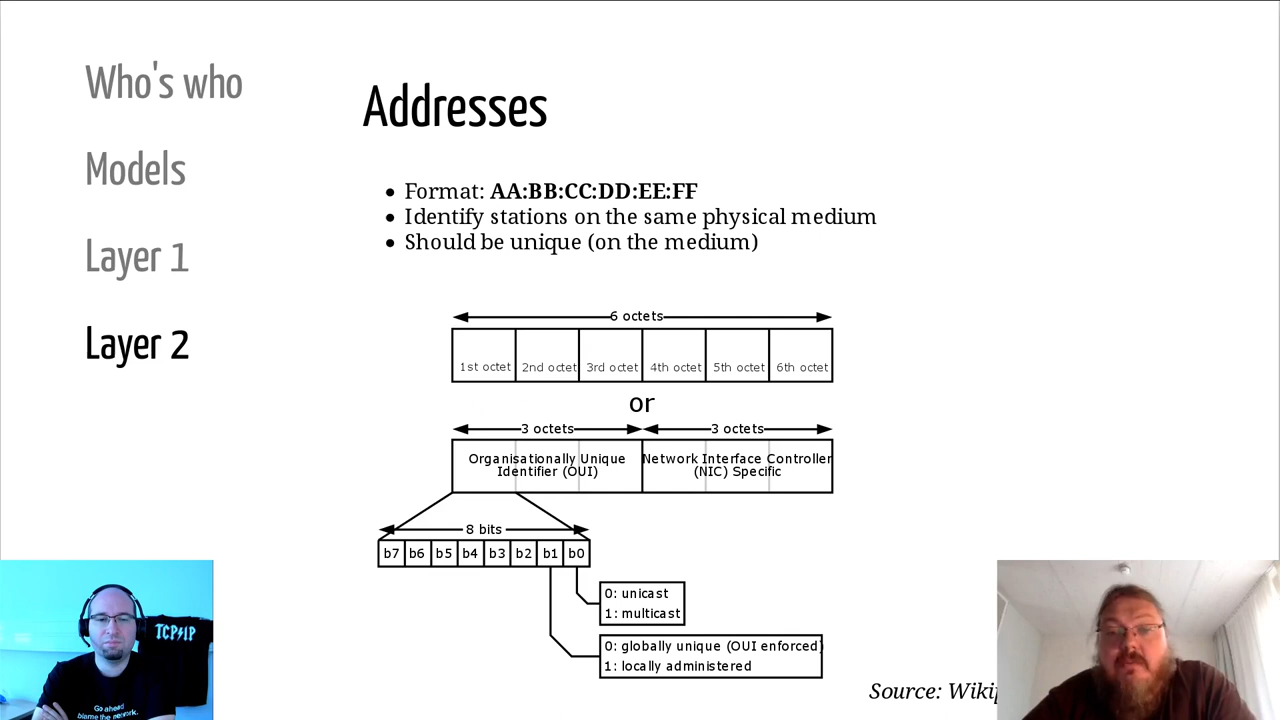 Who's who
Models
Layer 1
Layer 2
Addresses
Format: AA:BB:CC:DD:EE:FF
Identify stations on the same physical medium
Should be unique (on the medium)
6 octets
1st octet 2nd octet 3rd octet 4th octet 5th octet 6th octet
or
3 octets 3 octets
Organisationally Unique
Identifier (OUI)
Network Interface Controller
(NIC) Specific
8 bits
b7 b6 b5 b4 b3 b2 b1 b0
0: unicast
1: multicast
0: globally unique (OUI enforced)
1: locally administered
Source:
TCP/IP
Go ahead
blame the network.